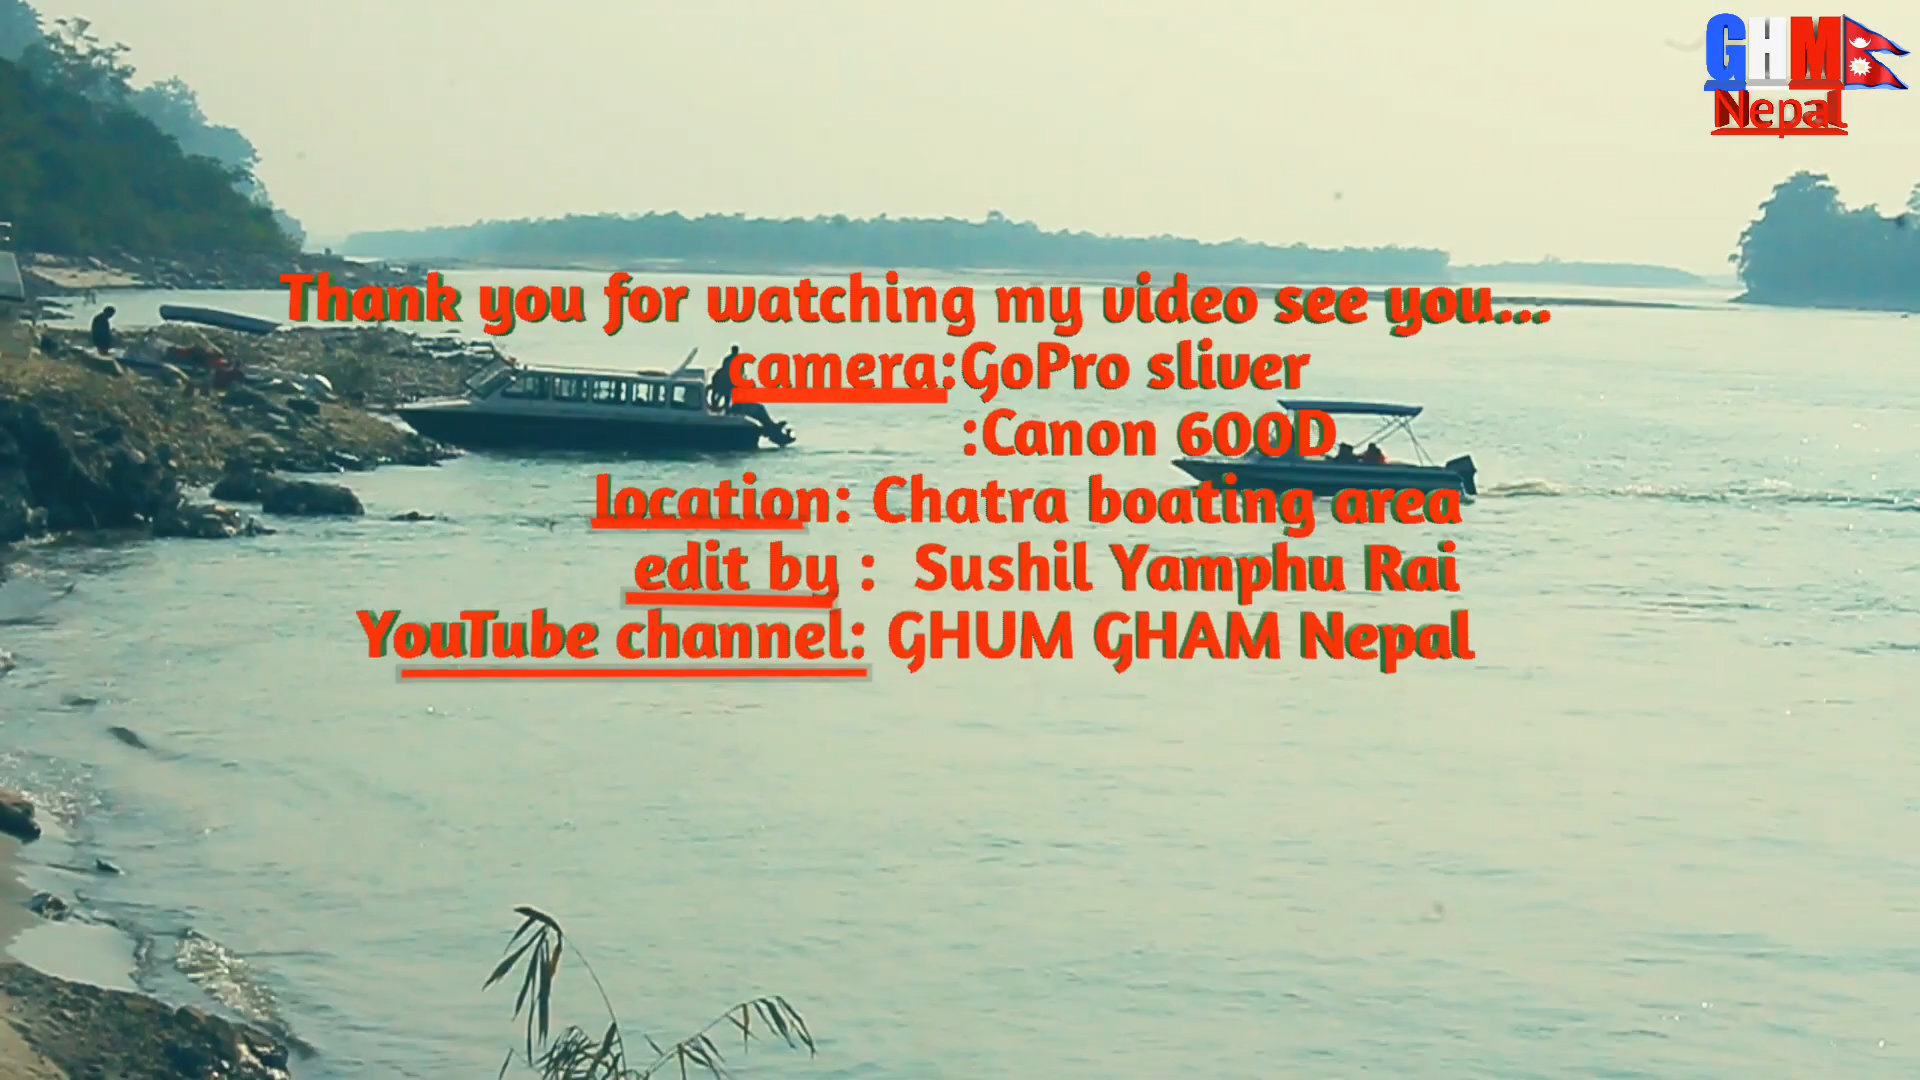 GHM
Nepal
Thank you for watching my video see you...
camera:GoPro sliver
:Canon 600D
location: Chatra boating area
edit by : Sushil Yamphu Rai
YouTube channel: GHUM GHAM Nepal